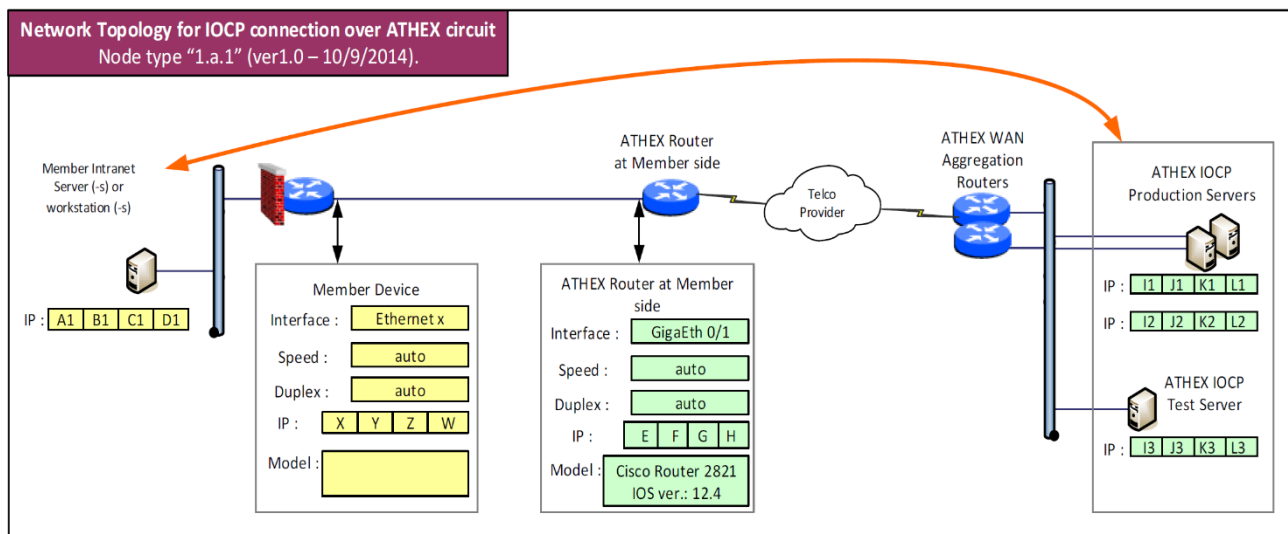 Network Topology for IOCP connection over ATHEX circuit
Node type “1.a.1” (ver1.0 – 10/9/2014).
Member Intranet
Server (-s) or
workstation (-s)
IP : A1 B1 C1 D1
ATHEX Router
at Member side
Telco
Provider
ATHEX WAN
Aggregation
Routers
ATHEX IOCP
Production Servers
IP : I1 J1 K1 L1
IP : I2 J2 K2 L2
ATHEX IOCP
Test Server
IP : I3 J3 K3 L3
Member Device
Interface : Ethernet x
Speed : auto
Duplex : auto
IP : X Y Z W
Model :
ATHEX Router at Member
side
Interface : GigaEth 0/1
Speed : auto
Duplex : auto
IP : E F G H
Model : Cisco Router 2821
IOS ver.: 12.4